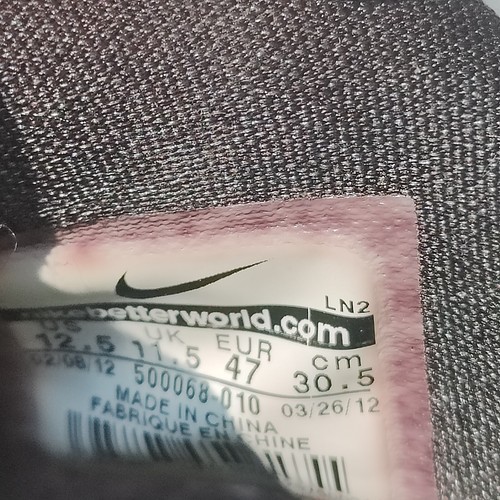 LN2
nikebetterworld.com
US UK EUR cm
12.5 11.5 47 30.5
02/08/12 500068-010 03/26/12
MADE IN CHINA
FABRIQUE EN CHINE